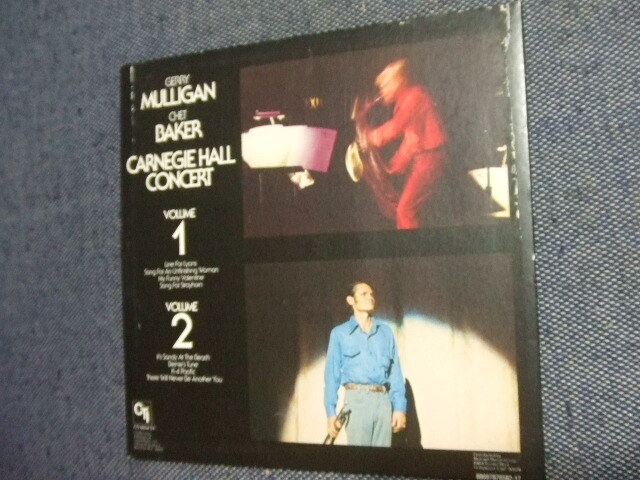 GERRY
MULLIGAN
CHET
BAKER
CARNEGIE HALL
CONCERT
VOLUME
1
Line For Lyons
Song For An Unfinished Woman
My Funny Valentine
Song For Strayhorn
VOLUME
2
It's Sandy At The Beach
Bernie's Tune
K-4 Pacific
There Will Never Be Another You
CTi